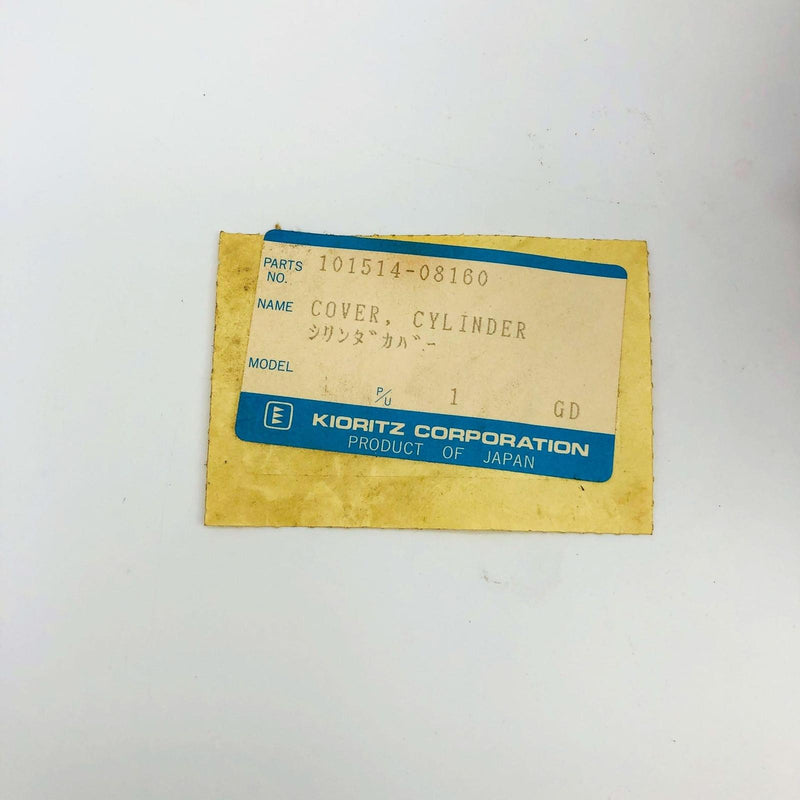 PARTS NO. 101514-08160
NAME COVER, CYLINDER
シリンダ゛カバ゛ー
MODEL
P/U 1 GD
KIORITZ CORPORATION
PRODUCT OF JAPAN